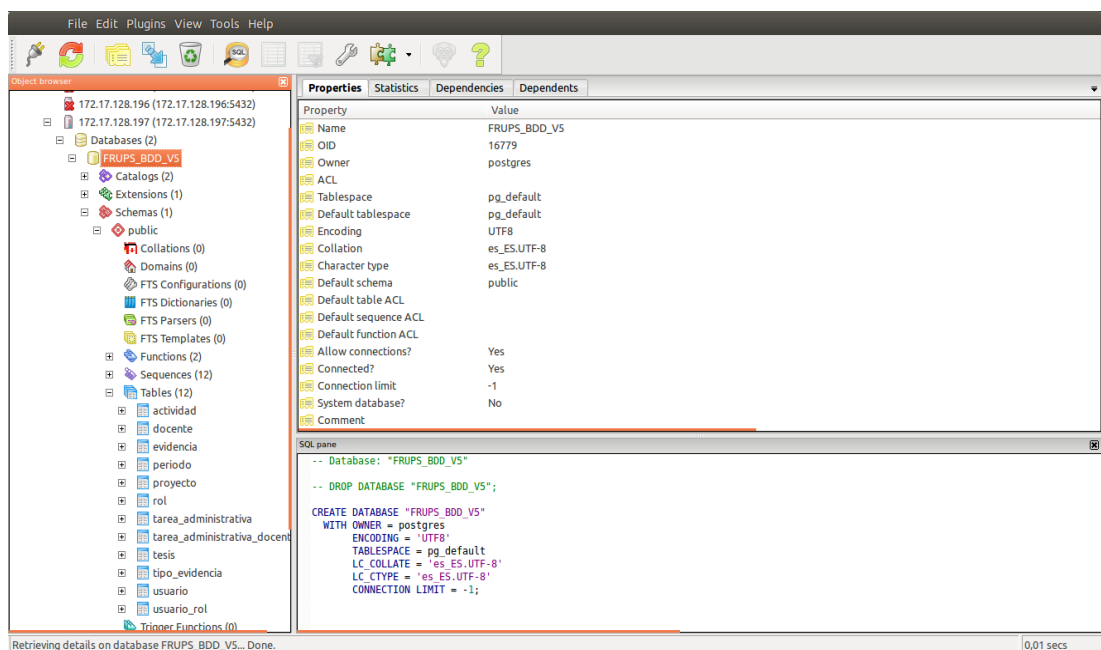 File Edit Plugins View Tools Help
SQL
Object browser
172.17.128.196 (172.17.128.196:5432)
172.17.128.197 (172.17.128.197:5432)
Databases (2)
FRUPS_BDD_V5
Catalogs (2)
Extensions (1)
Schemas (1)
public
Collations (0)
Domains (0)
FTS Configurations (0)
FTS Dictionaries (0)
FTS Parsers (0)
FTS Templates (0)
Functions (2)
Sequences (12)
Tables (12)
actividad
docente
evidencia
periodo
proyecto
rol
tarea_administrativa
tarea_administrativa_docent
tesis
tipo_evidencia
usuario
usuario_rol
Trigger Functions (0)
Properties Statistics Dependencies Dependents
Property Value
Name FRUPS_BDD_V5
OID 16779
Owner postgres
ACL
Tablespace pg_default
Default tablespace pg_default
Encoding UTF8
Collation es_ES.UTF-8
Character type es_ES.UTF-8
Default schema public
Default table ACL
Default sequence ACL
Default function ACL
Allow connections? Yes
Connected? Yes
Connection limit -1
System database? No
Comment
SQL pane
-- Database: "FRUPS_BDD_V5"
-- DROP DATABASE "FRUPS_BDD_V5";
CREATE DATABASE "FRUPS_BDD_V5"
WITH OWNER = postgres
ENCODING = 'UTF8'
TABLESPACE = pg_default
LC_COLLATE = 'es_ES.UTF-8'
LC_CTYPE = 'es_ES.UTF-8'
CONNECTION LIMIT = -1;
Retrieving details on database FRUPS_BDD_V5... Done. 0,01 secs